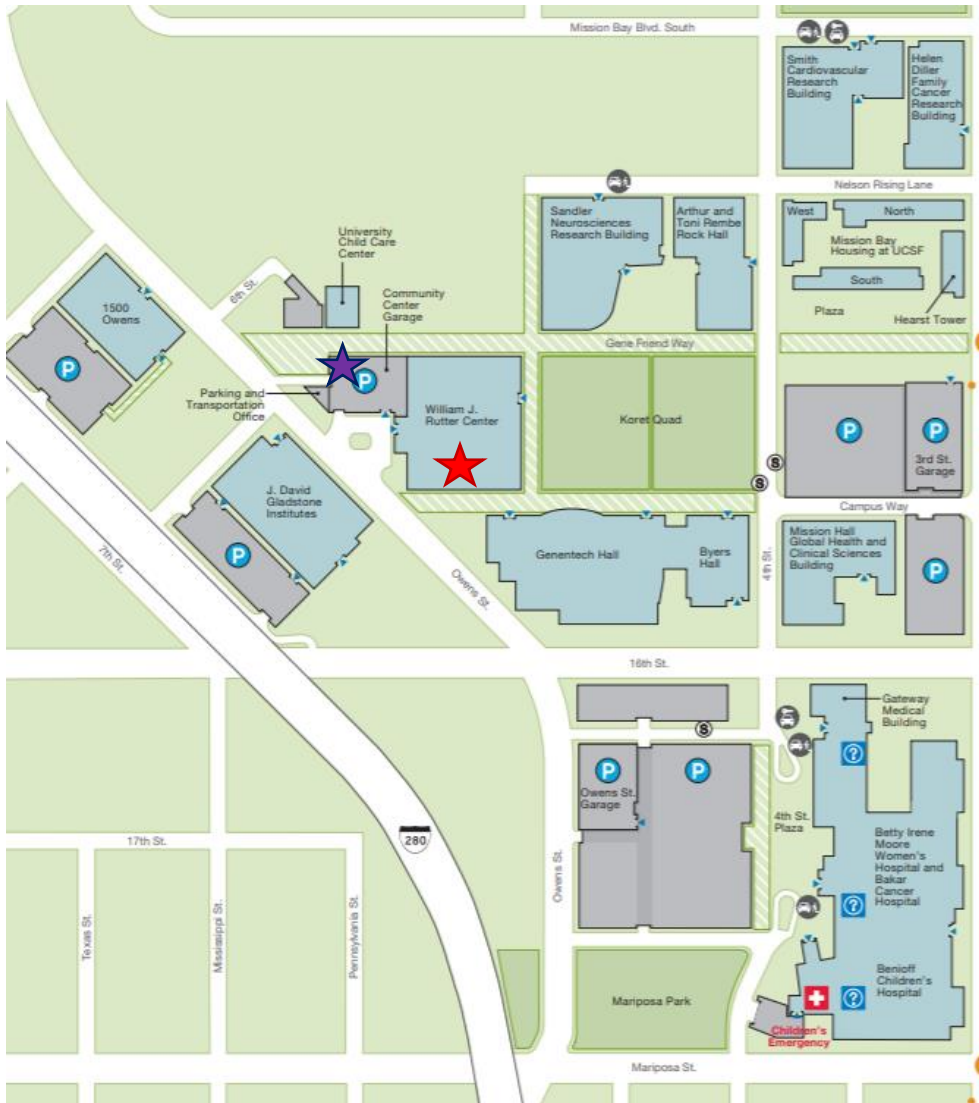 Mission Bay Blvd. South
Smith
Cardiovascular
Research
Building
Helen
Diller
Family
Cancer
Research
Building
Nelson Rising Lane
Sandler
Neurosciences
Research Building
Arthur and
Toni Rembe
Rock Hall
West
North
Mission Bay
Housing at UCSF
South
Plaza
Hearst Tower
University
Child Care
Center
6th St.
Community
Center
Garage
1500
Owens
P
Gene Friend Way
P
Parking and
Transportation
Office
William J.
Rutter Center
Koret Quad
P
P
3rd St.
Garage
S
S
Campus Way
J. David
Gladstone
Institutes
P
7th St.
Owens St.
Genentech Hall
Byers
Hall
4th St.
Mission Hall
Global Health and
Clinical Sciences
Building
P
16th St.
Gateway
Medical
Building
S
?
P
P
Owens St.
Garage
4th St.
Plaza
280
17th St.
Betty Irene
Moore
Women's
Hospital and
Bakar
Cancer
Hospital
?
Owens St.
Texas St.
Mississippi St.
Pennsylvania St.
Mariposa Park
Benioff
Children's
Hospital
?
Children's
Emergency
Mariposa St.